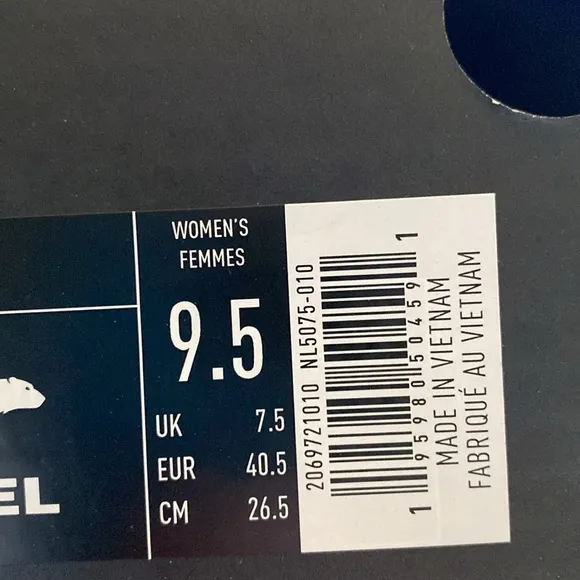 WOMEN'S
FEMMES
9.5
UK 7.5
EUR 40.5
CM 26.5
EL
2069721010 NL5075-010
1 95980 50459 1
MADE IN VIETNAM
FABRIQUÉ AU VIETNAM